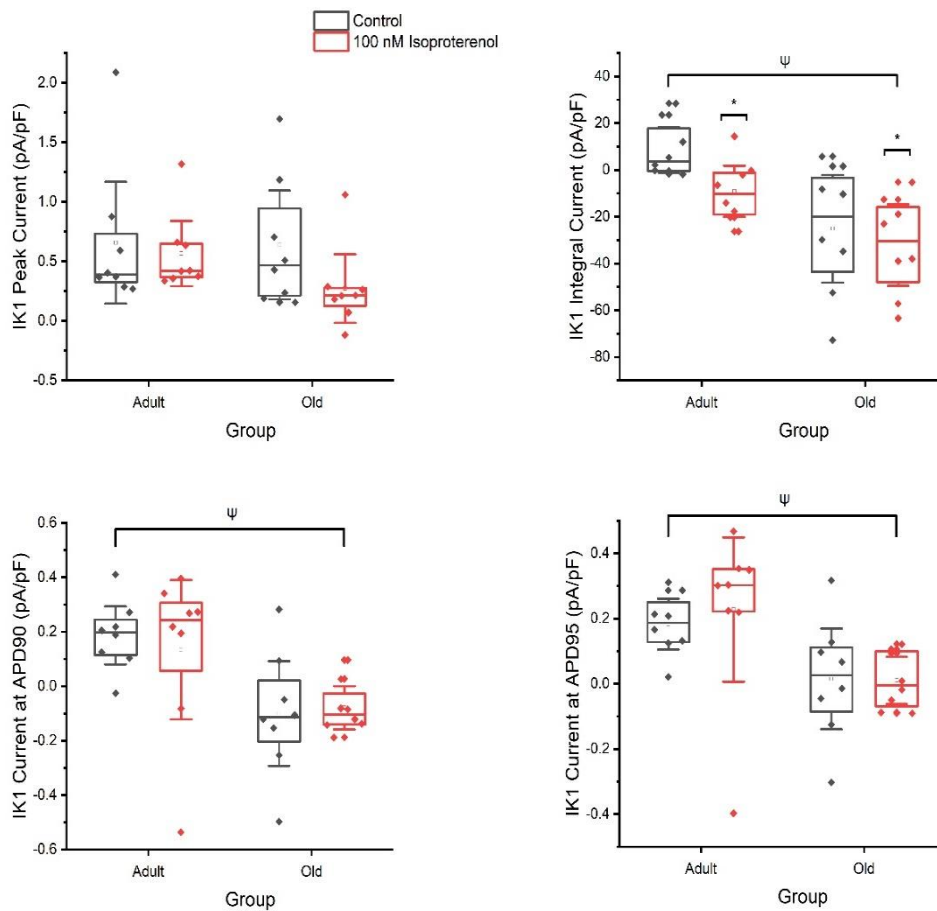 Control
100 nM Isoproterenol
IK1 Peak Current (pA/pF)
2.0
1.5
1.0
0.5
0.0
-0.5
Adult
Old
Group
IK1 Integral Current (pA/pF)
40
20
0
-20
-40
-60
-80
ψ
*
*
Adult
Old
Group
IK1 Current at APD90 (pA/pF)
0.6
0.4
0.2
0.0
-0.2
-0.4
-0.6
ψ
Adult
Old
Group
IK1 Current at APD95 (pA/pF)
0.4
0.2
0.0
-0.2
-0.4
ψ
Adult
Old
Group